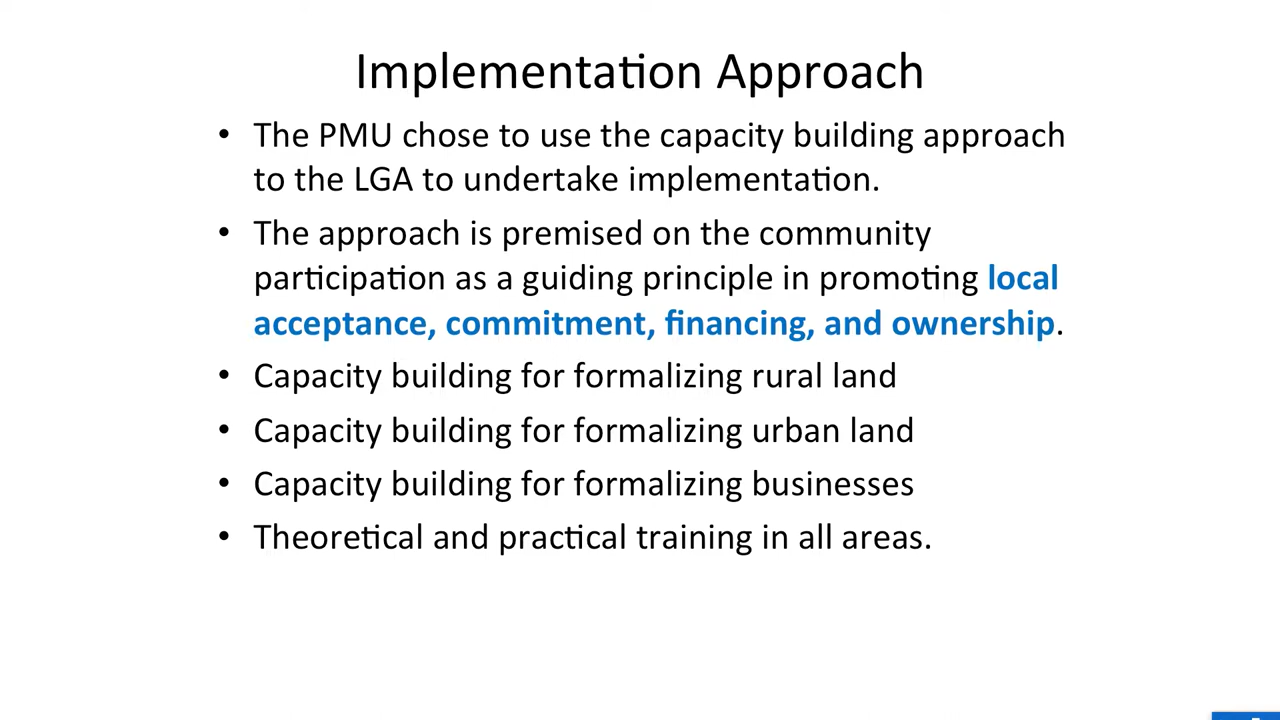 Implementation Approach
• The PMU chose to use the capacity building approach
to the LGA to undertake implementation.
• The approach is premised on the community
participation as a guiding principle in promoting local
acceptance, commitment, financing, and ownership.
• Capacity building for formalizing rural land
• Capacity building for formalizing urban land
• Capacity building for formalizing businesses
• Theoretical and practical training in all areas.